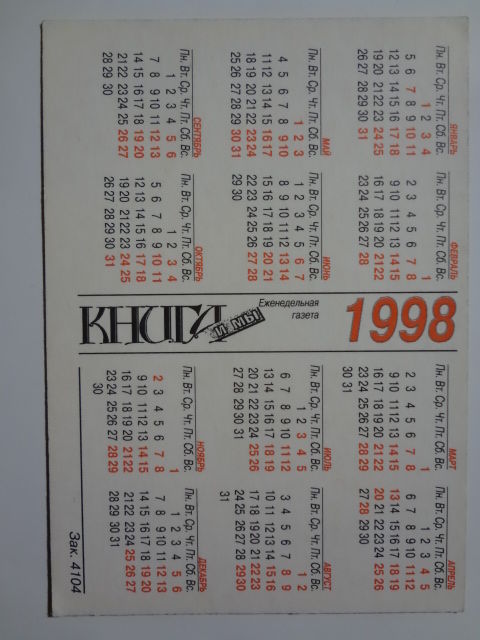 КНИГА
и мы
Еженедельная
газета
1998
ЯНВАРЬ
Пн. Вт. Ср. Чт. Пт. Сб. Вс.
1 2 3 4
5 6 7 8 9 10 11
12 13 14 15 16 17 18
19 20 21 22 23 24 25
26 27 28 29 30 31
ФЕВРАЛЬ
Пн. Вт. Ср. Чт. Пт. Сб. Вс.
1
2 3 4 5 6 7 8
9 10 11 12 13 14 15
16 17 18 19 20 21 22
23 24 25 26 27 28
МАРТ
Пн. Вт. Ср. Чт. Пт. Сб. Вс.
1
2 3 4 5 6 7 8
9 10 11 12 13 14 15
16 17 18 19 20 21 22
23 24 25 26 27 28 29
30 31
АПРЕЛЬ
Пн. Вт. Ср. Чт. Пт. Сб. Вс.
1 2 3 4 5
6 7 8 9 10 11 12
13 14 15 16 17 18 19
20 21 22 23 24 25 26
27 28 29 30
МАЙ
Пн. Вт. Ср. Чт. Пт. Сб. Вс.
1 2 3
4 5 6 7 8 9 10
11 12 13 14 15 16 17
18 19 20 21 22 23 24
25 26 27 28 29 30 31
ИЮНЬ
Пн. Вт. Ср. Чт. Пт. Сб. Вс.
1 2 3 4 5 6 7
8 9 10 11 12 13 14
15 16 17 18 19 20 21
22 23 24 25 26 27 28
29 30
ИЮЛЬ
Пн. Вт. Ср. Чт. Пт. Сб. Вс.
1 2 3 4 5
6 7 8 9 10 11 12
13 14 15 16 17 18 19
20 21 22 23 24 25 26
27 28 29 30 31
АВГУСТ
Пн. Вт. Ср. Чт. Пт. Сб. Вс.
1 2
3 4 5 6 7 8 9
10 11 12 13 14 15 16
17 18 19 20 21 22 23
24 25 26 27 28 29 30
31
СЕНТЯБРЬ
Пн. Вт. Ср. Чт. Пт. Сб. Вс.
1 2 3 4 5 6
7 8 9 10 11 12 13
14 15 16 17 18 19 20
21 22 23 24 25 26 27
28 29 30
ОКТЯБРЬ
Пн. Вт. Ср. Чт. Пт. Сб. Вс.
1 2 3 4
5 6 7 8 9 10 11
12 13 14 15 16 17 18
19 20 21 22 23 24 25
26 27 28 29 30 31
НОЯБРЬ
Пн. Вт. Ср. Чт. Пт. Сб. Вс.
1
2 3 4 5 6 7 8
9 10 11 12 13 14 15
16 17 18 19 20 21 22
23 24 25 26 27 28 29
30
ДЕКАБРЬ
Пн. Вт. Ср. Чт. Пт. Сб. Вс.
1 2 3 4 5 6
7 8 9 10 11 12 13
14 15 16 17 18 19 20
21 22 23 24 25 26 27
28 29 30 31
Зак. 4104